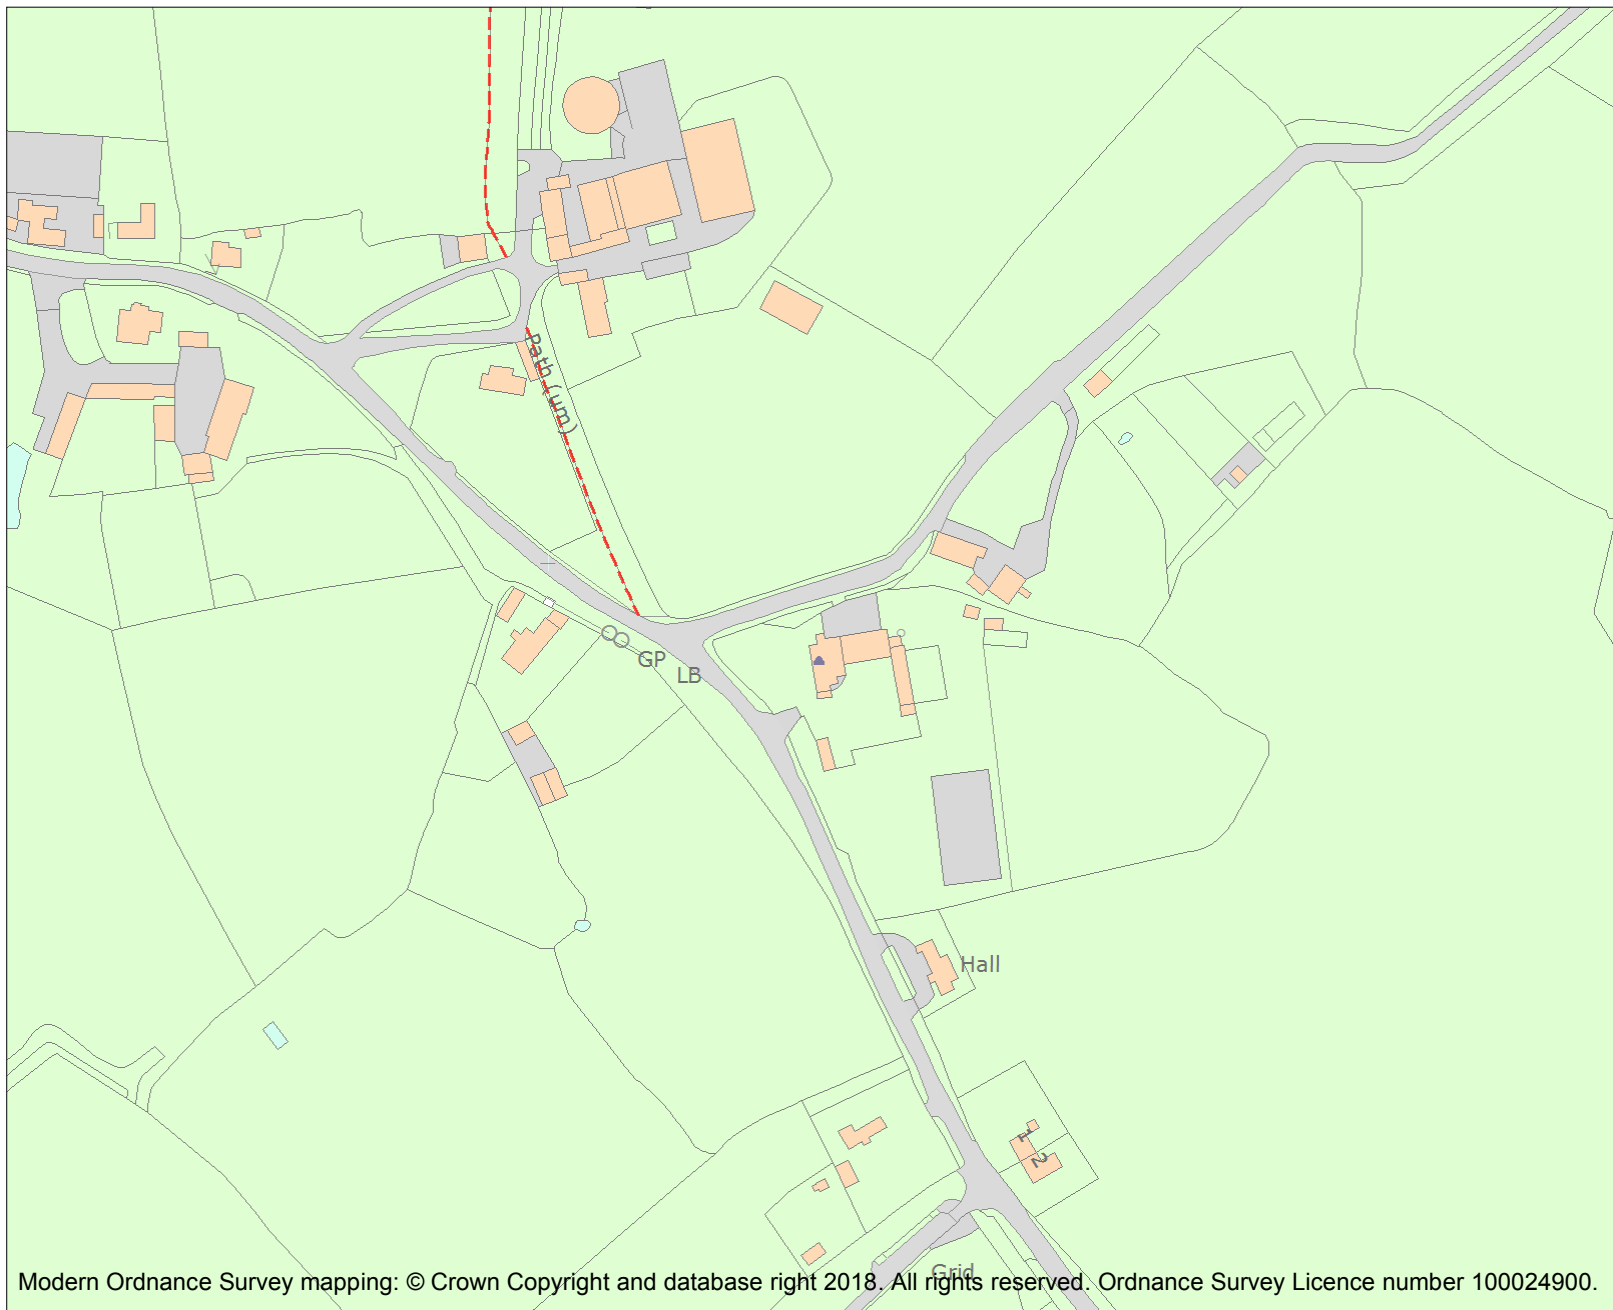 Path (um)
GP
LB
Hall
1
2
Grid
Modern Ordnance Survey mapping: © Crown Copyright and database right 2018. All rights reserved. Ordnance Survey Licence number 100024900.